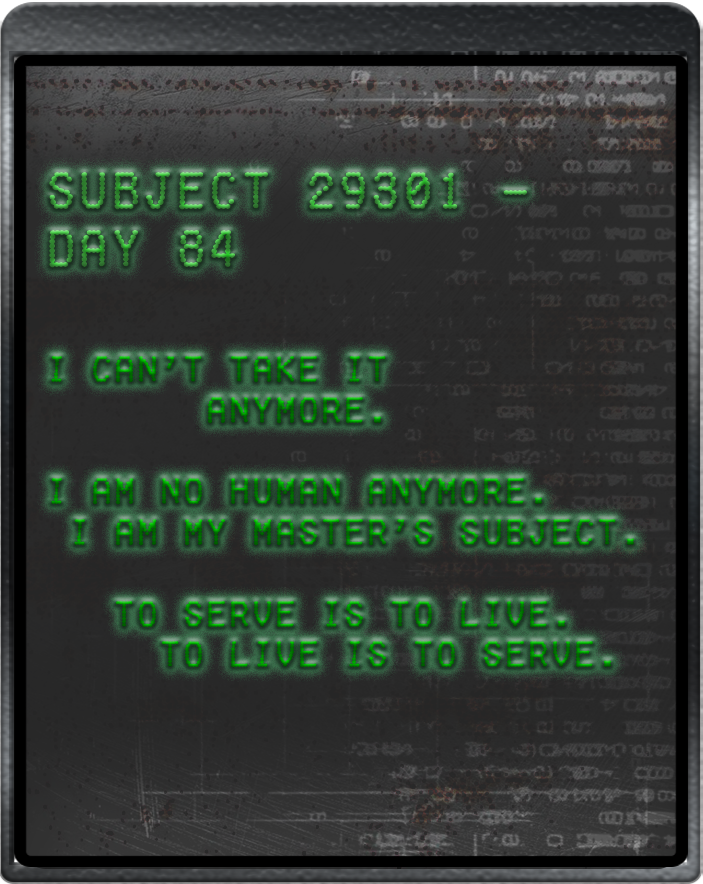 SUBJECT 29301 –
DAY 84
I CAN'T TAKE IT
ANYMORE.
I AM NO HUMAN ANYMORE.
I AM MY MASTER'S SUBJECT.
TO SERVE IS TO LIVE.
TO LIVE IS TO SERVE.